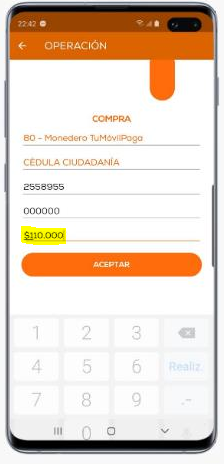 22:42
OPERACIÓN
COMPRA
80 - Monedero TuMóvilPaga
CÉDULA CIUDADANÍA
2558955
000000
$110.000
ACEPTAR
1 2 3
4 5 6 Realiz.
7 8 9 .-
0